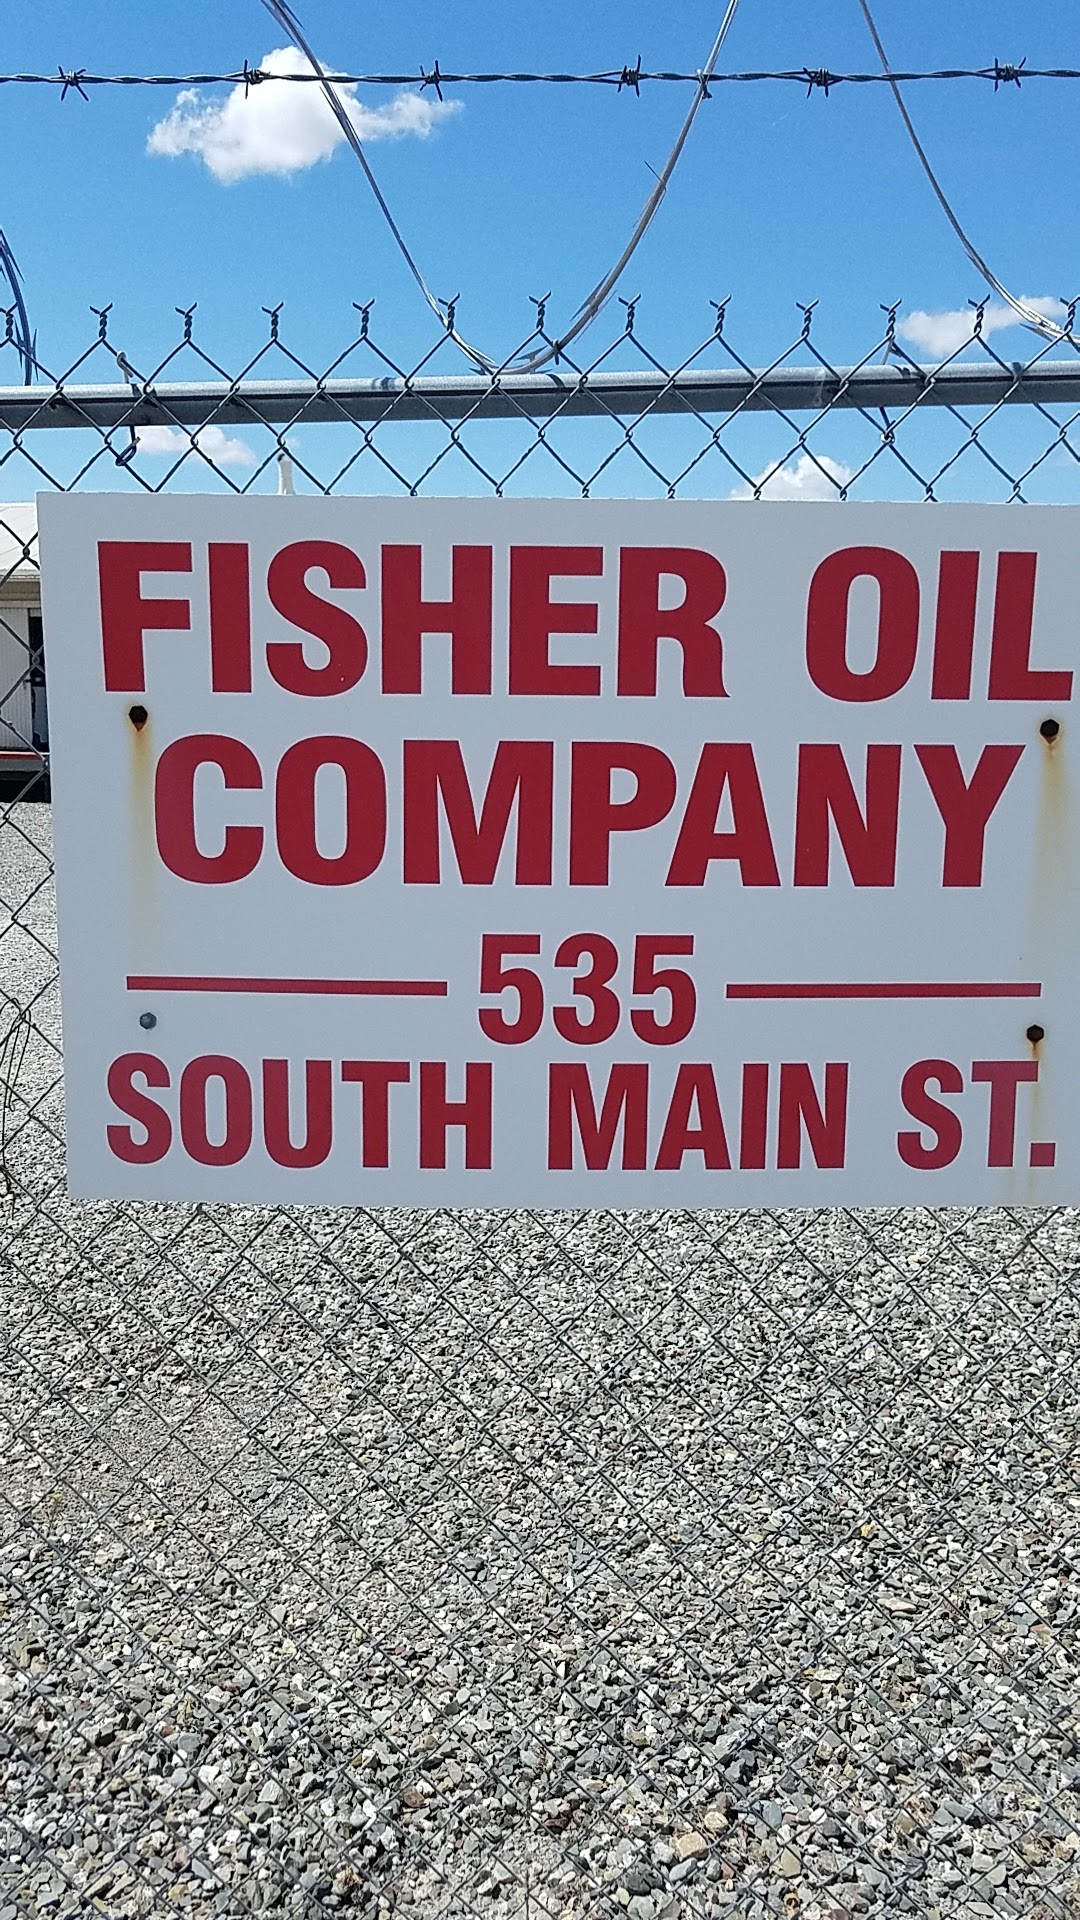 FISHER OIL
COMPANY
535
SOUTH MAIN ST.